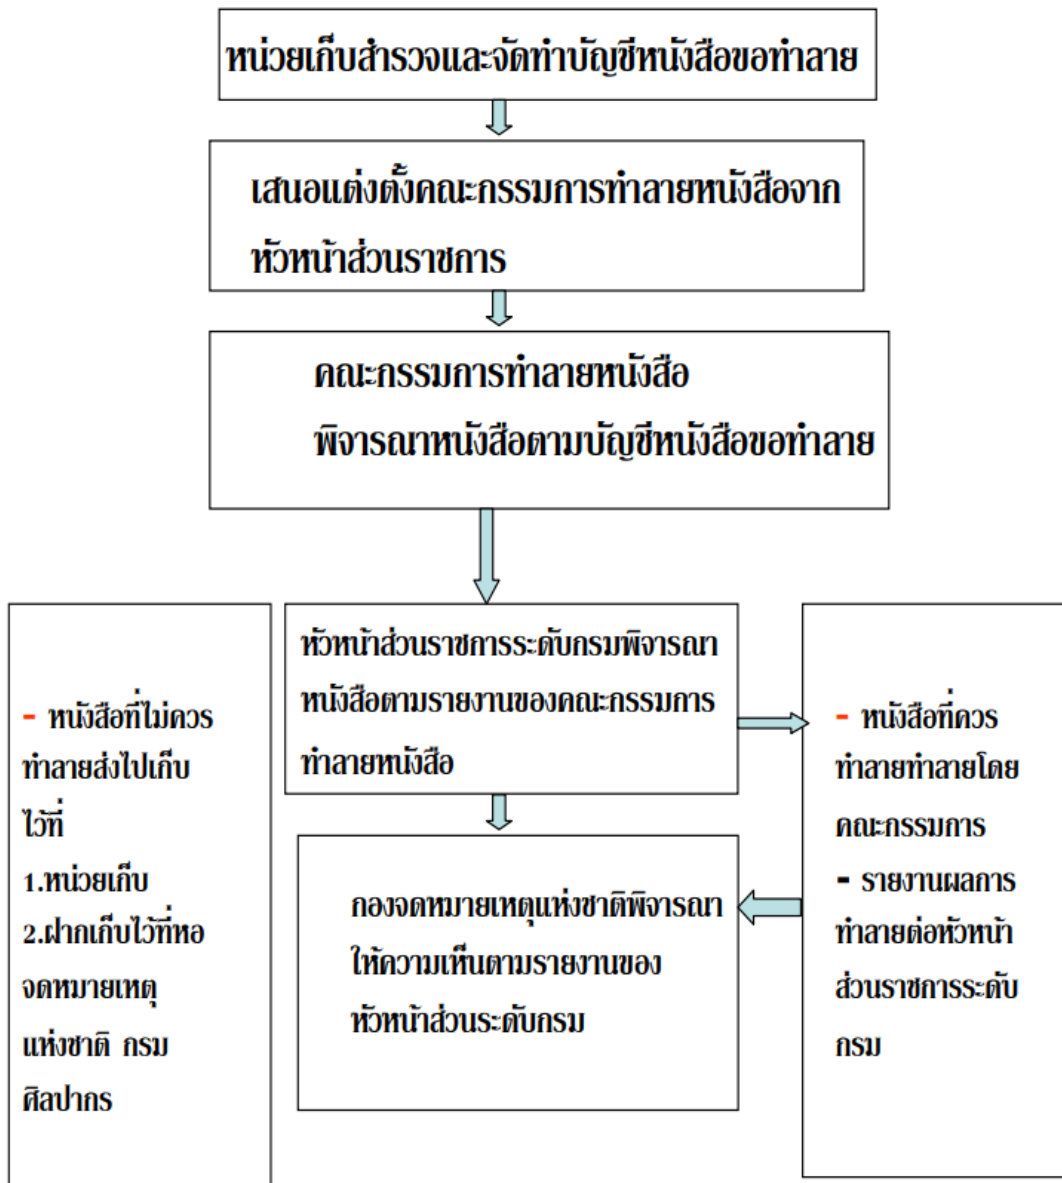 หน่วยเก็บสำรวจและจัดทำบัญชีหนังสือขอทำลาย
เสนอแต่งตั้งคณะกรรมการทำลายหนังสือจาก
หัวหน้าส่วนราชการ
คณะกรรมการทำลายหนังสือ
พิจารณาหนังสือตามบัญชีหนังสือขอทำลาย
- หนังสือที่ไม่ควร
ทำลายส่งไปเก็บ
ไว้ที่
1.หน่วยเก็บ
2.ฝากเก็บไว้ที่หอ
จดหมายเหตุ
แห่งชาติ กรม
ศิลปากร
หัวหน้าส่วนราชการระดับกรมพิจารณา
หนังสือตามรายงานของคณะกรรมการ
ทำลายหนังสือ
กองจดหมายเหตุแห่งชาติพิจารณา
ให้ความเห็นตามรายงานของ
หัวหน้าส่วนระดับกรม
- หนังสือที่ควร
ทำลายทำลายโดย
คณะกรรมการ
- รายงานผลการ
ทำลายต่อหัวหน้า
ส่วนราชการระดับ
กรม